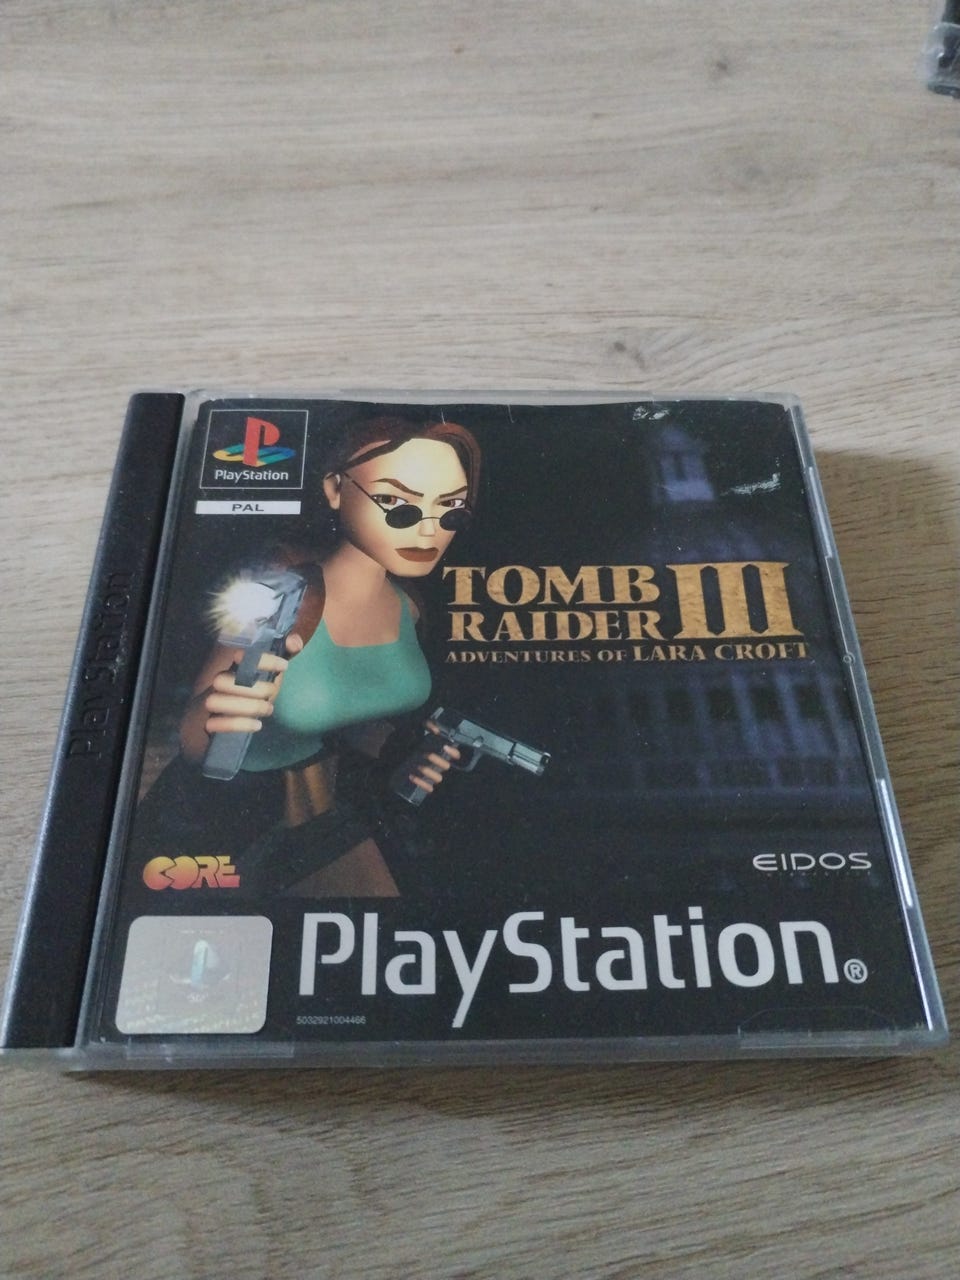 PlayStation
PAL
PlayStation
TOMB
RAIDER III
ADVENTURES OF LARA CROFT
CORE
EIDOS
PlayStation®
5032921004466